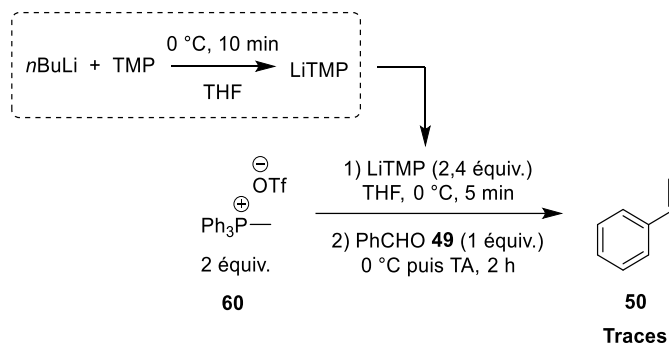 0 °C, 10 min
nBuLi + TMP
LiTMP
THF
⊖
OTf
⊕
Ph3P
2 équiv.
60
1) LiTMP (2,4 équiv.)
THF, 0 °C, 5 min
2) PhCHO 49 (1 équiv.)
0 °C puis TA, 2 h
50
Traces